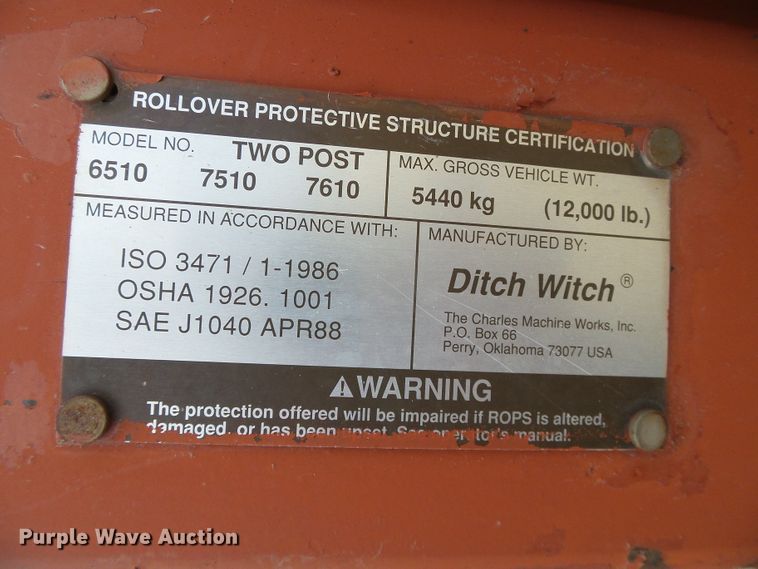 ROLLOVER PROTECTIVE STRUCTURE CERTIFICATION
MODEL NO. TWO POST
6510 7510 7610
MAX. GROSS VEHICLE WT.
5440 kg (12,000 lb.)
MEASURED IN ACCORDANCE WITH:
ISO 3471 / 1-1986
OSHA 1926. 1001
SAE J1040 APR88
MANUFACTURED BY:
Ditch Witch ®
The Charles Machine Works, Inc.
P.O. Box 66
Perry, Oklahoma 73077 USA
⚠WARNING
The protection offered will be impaired if ROPS is altered,
damaged, or has been upset. See operator's manual.
Purple Wave Auction